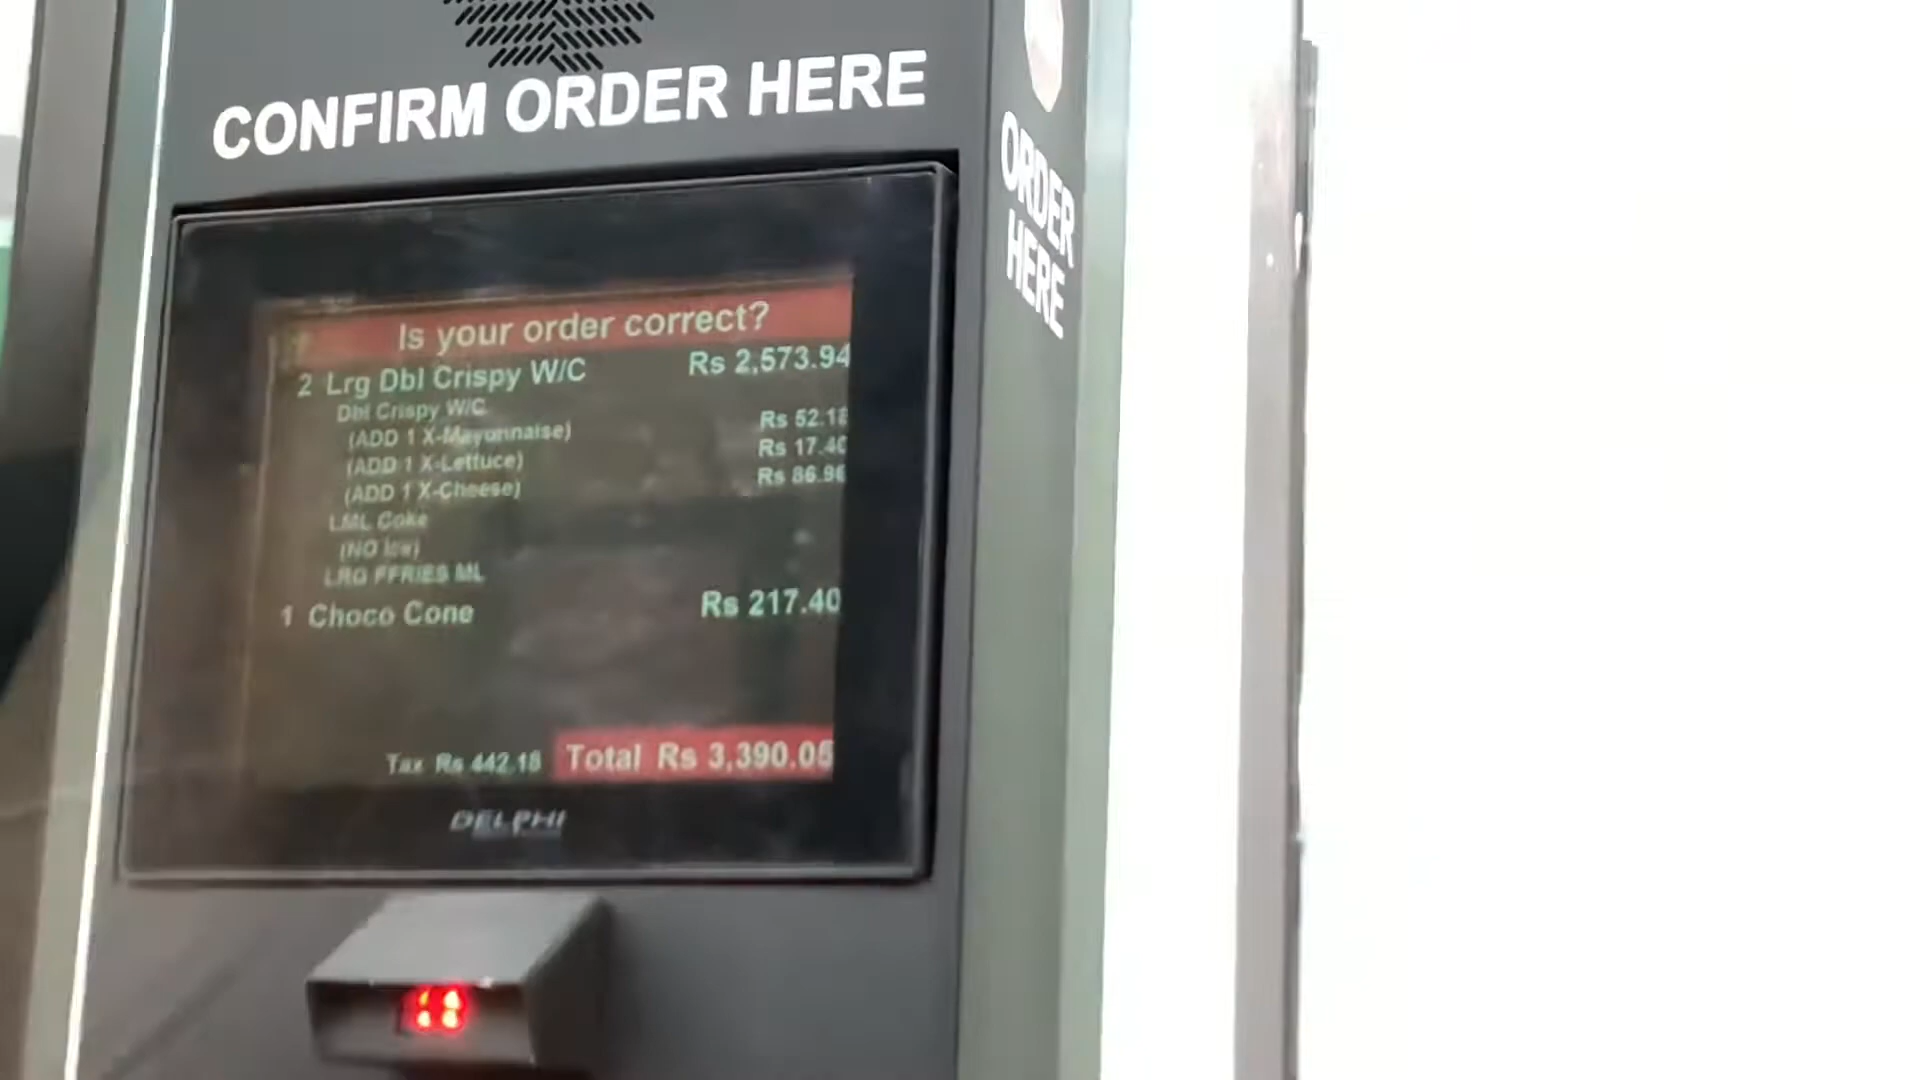 CONFIRM ORDER HERE
ORDER
HERE
Is your order correct?
2 Lrg Dbl Crispy W/C Rs 2,573.94
Dbl Crispy W/C
(ADD 1 X-Mayonnaise) Rs 52.18
(ADD 1 X-Lettuce) Rs 17.40
(ADD 1 X-Cheese) Rs 86.96
LML Coke
(NO Ice)
LRG FFRIES ML
1 Choco Cone Rs 217.40
Tax Rs 442.18 Total Rs 3,390.05
DELPHI